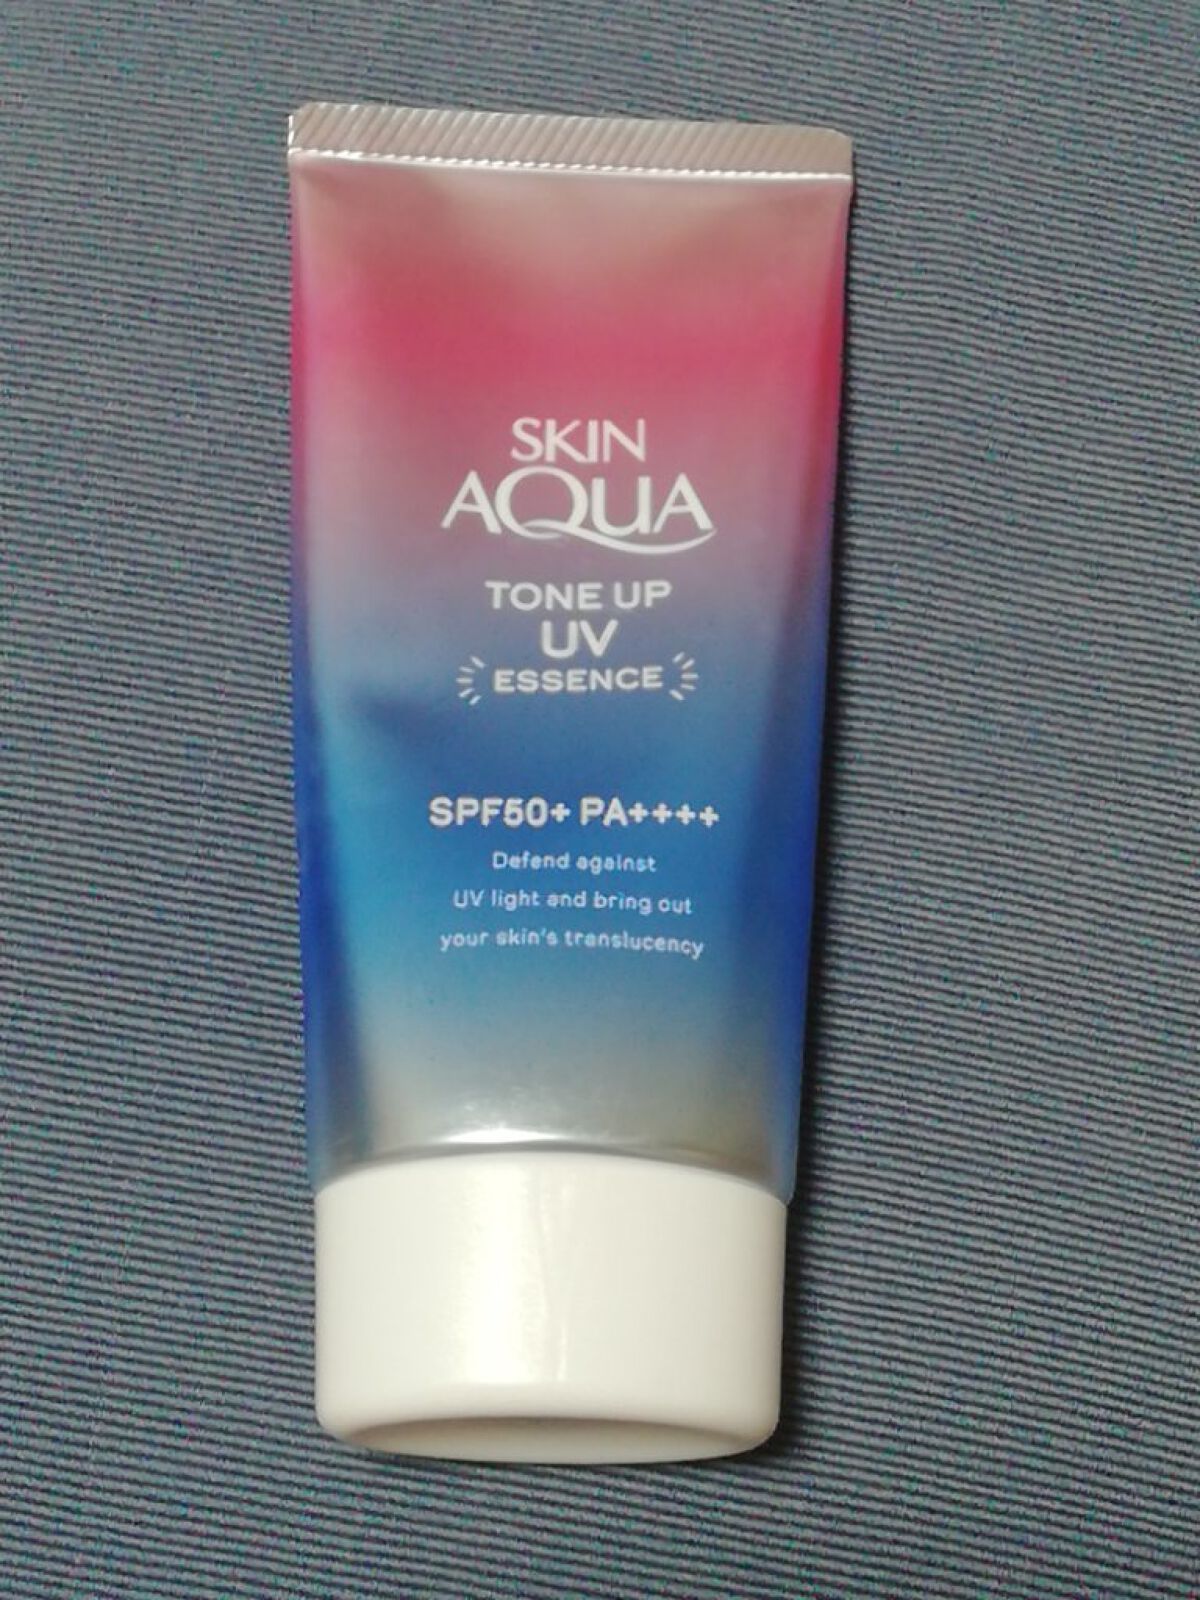 SKIN
AQUA
TONE UP
UV
ESSENCE
SPF50+ PA++++
Defend against
UV light and bring out
your skin's translucency